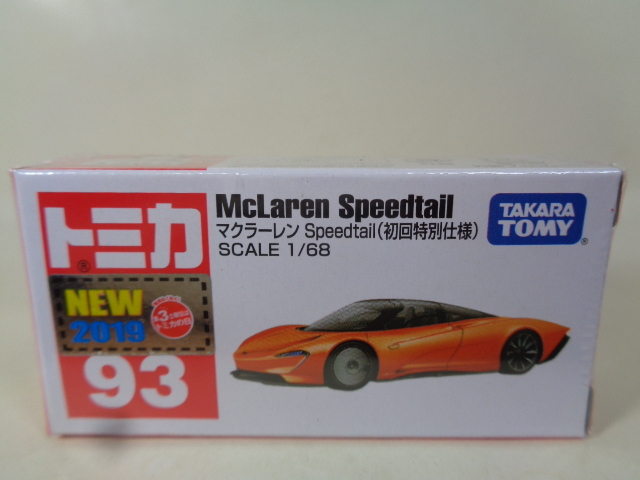 トミカ
®
NEW
2019
93
McLaren Speedtail
マクラーレン Speedtail(初回特別仕様)
SCALE 1/68
TAKARA
TOMY
®